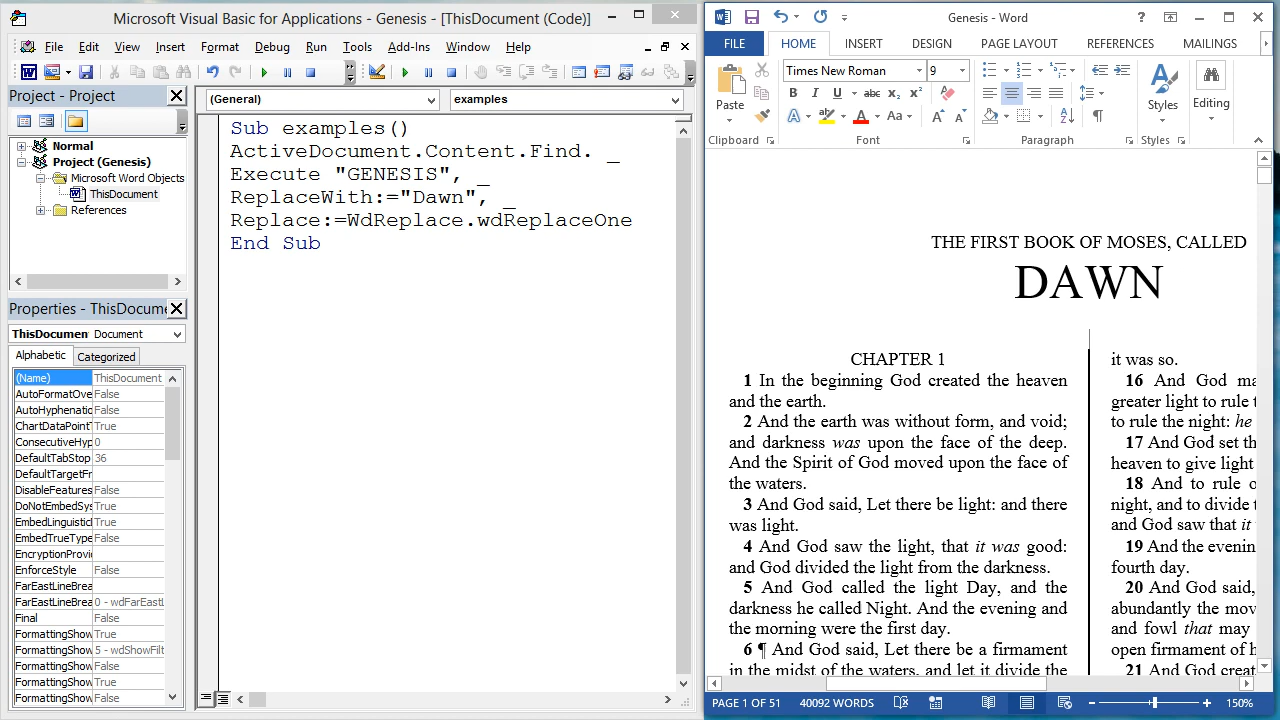 Microsoft Visual Basic for Applications - Genesis - [ThisDocument (Code)]
File Edit View Insert Format Debug Run Tools Add-Ins Window Help
Project - Project
Normal
Project (Genesis)
Microsoft Word Objects
ThisDocument
References
Properties - ThisDocume
ThisDocumen Document
Alphabetic Categorized
(Name) ThisDocument
AutoFormatOve False
AutoHyphenatio False
ChartDataPointT True
ConsecutiveHyp 0
DefaultTabStop 36
DefaultTargetFr
DisableFeatures False
DoNotEmbedSys True
EmbedLinguistic True
EmbedTrueType False
EncryptionProvi
EnforceStyle False
FarEastLineBrea
FarEastLineBrea 0 - wdFarEastL
Final False
FormattingShow True
FormattingShow 5 - wdShowFilt
FormattingShow False
FormattingShow True
FormattingShow False
(General) examples
Sub examples()
ActiveDocument.Content.Find. _
Execute "GENESIS", _
ReplaceWith:="Dawn", _
Replace:=WdReplace.wdReplaceOne
End Sub
Genesis - Word
FILE HOME INSERT DESIGN PAGE LAYOUT REFERENCES MAILINGS
Times New Roman 9
Paste
Styles
Editing
Clipboard Font Paragraph Styles
THE FIRST BOOK OF MOSES, CALLED
DAWN
CHAPTER 1
1 In the beginning God created the heaven
and the earth.
2 And the earth was without form, and void;
and darkness was upon the face of the deep.
And the Spirit of God moved upon the face of
the waters.
3 And God said, Let there be light: and there
was light.
4 And God saw the light, that it was good:
and God divided the light from the darkness.
5 And God called the light Day, and the
darkness he called Night. And the evening and
the morning were the first day.
6 ¶ And God said, Let there be a firmament
in the midst of the waters, and let it divide the
it was so.
16 And God ma
greater light to rule t
to rule the night: he
17 And God set th
heaven to give light
18 And to rule o
night, and to divide t
and God saw that it
19 And the evenin
fourth day.
20 And God said,
abundantly the mov
and fowl that may
open firmament of h
21 And God creat
PAGE 1 OF 51 40092 WORDS 150%